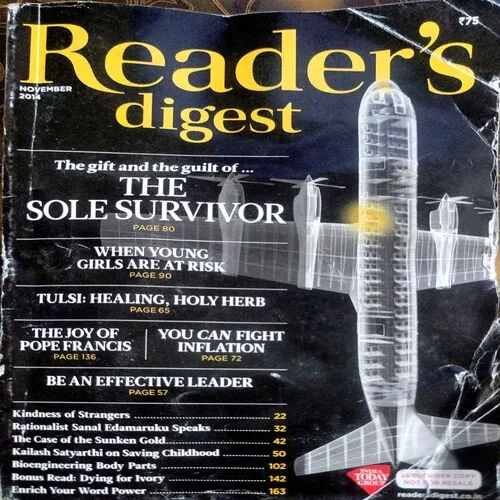 ₹75
Reader's
digest
NOVEMBER
2014
The gift and the guilt of ...
THE
SOLE SURVIVOR
PAGE 80
WHEN YOUNG
GIRLS ARE AT RISK
PAGE 90
TULSI: HEALING, HOLY HERB
PAGE 65
THE JOY OF
POPE FRANCIS
PAGE 136
YOU CAN FIGHT
INFLATION
PAGE 72
BE AN EFFECTIVE LEADER
PAGE 57
Kindness of Strangers 22
Rationalist Sanal Edamaruku Speaks 32
The Case of the Sunken Gold 42
Kailash Satyarthi on Saving Childhood 50
Bioengineering Body Parts 102
Bonus Read: Dying for Ivory 142
Enrich Your Word Power 163
INDIA
TODAY
GROUP
SUBSCRIBER COPY
NOT FOR RESALE
readersdigest.co.in